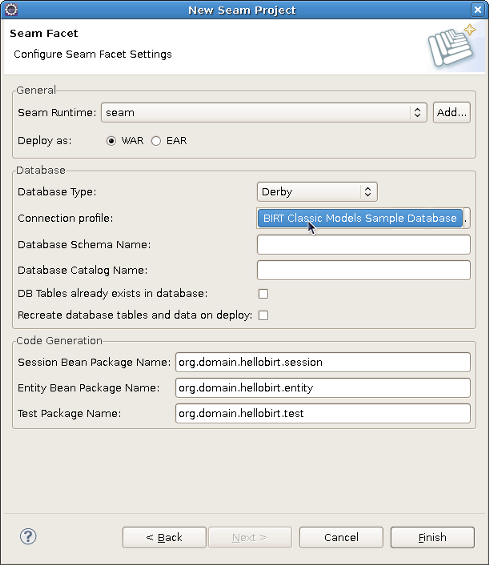 New Seam Project
Seam Facet
Configure Seam Facet Settings
General
Seam Runtime: seam Add...
Deploy as: WAR EAR
Database
Database Type: Derby
Connection profile: BIRT Classic Models Sample Database .
Database Schema Name:
Database Catalog Name:
DB Tables already exists in database:
Recreate database tables and data on deploy:
Code Generation
Session Bean Package Name: org.domain.hellobirt.session
Entity Bean Package Name: org.domain.hellobirt.entity
Test Package Name: org.domain.hellobirt.test
? < Back Next > Cancel Finish